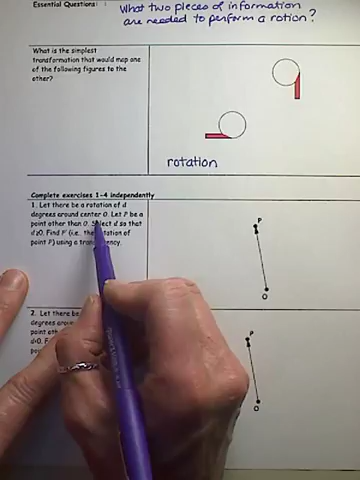 Essential Questions:
What two pieces of information
are needed to perform a rotion?
What is the simplest
transformation that would map one
of the following figures to the
other?
rotation
Complete exercises 1-4 independently
1. Let there be a rotation of d
degrees around center O. Let P be a
point other than O. Select d so that
d≥0. Find P' (i.e. the rotation of
point P) using a transparency.
P
O
2. Let there be
degrees
point
d<0.
P
O